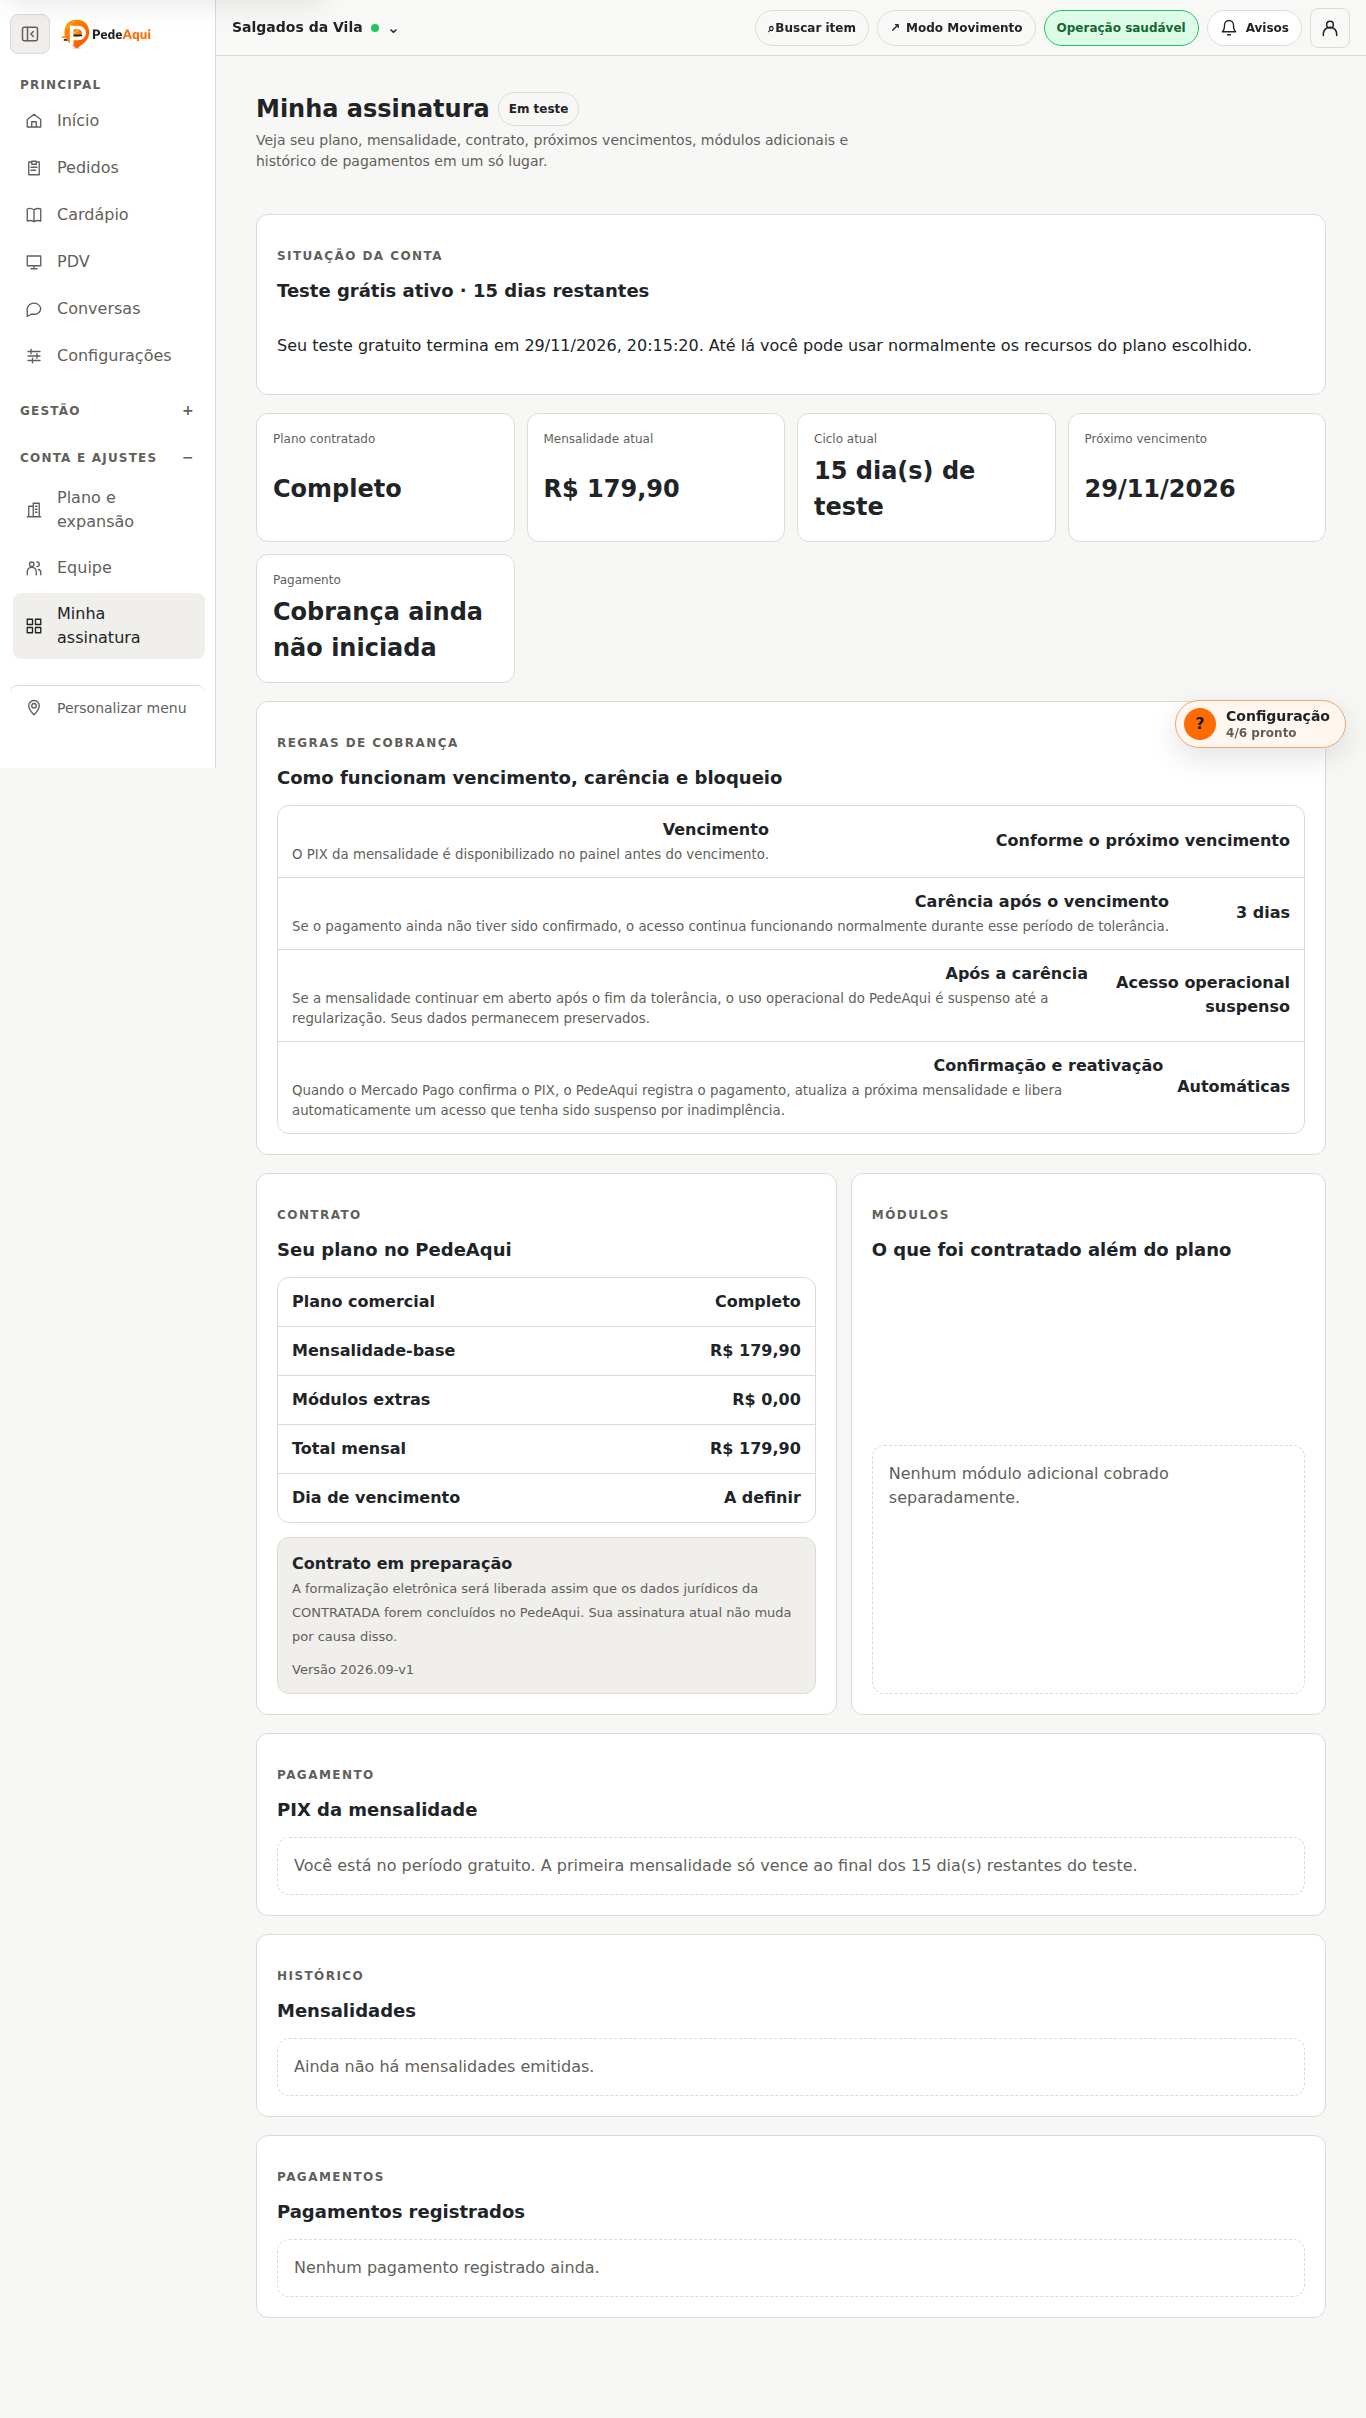 PedeAqui
Salgados da Vila
Buscar item
↗ Modo Movimento
Operação saudável
Avisos
PRINCIPAL
Início
Pedidos
Cardápio
PDV
Conversas
Configurações
GESTÃO +
CONTA E AJUSTES −
Plano e
expansão
Equipe
Minha
assinatura
Personalizar menu
Minha assinatura
Em teste
Veja seu plano, mensalidade, contrato, próximos vencimentos, módulos adicionais e
histórico de pagamentos em um só lugar.
SITUAÇÃO DA CONTA
Teste grátis ativo · 15 dias restantes
Seu teste gratuito termina em 29/11/2026, 20:15:20. Até lá você pode usar normalmente os recursos do plano escolhido.
Plano contratado
Completo
Mensalidade atual
R$ 179,90
Ciclo atual
15 dia(s) de
teste
Próximo vencimento
29/11/2026
Pagamento
Cobrança ainda
não iniciada
? Configuração
4/6 pronto
REGRAS DE COBRANÇA
Como funcionam vencimento, carência e bloqueio
Vencimento
O PIX da mensalidade é disponibilizado no painel antes do vencimento.
Conforme o próximo vencimento
Carência após o vencimento
Se o pagamento ainda não tiver sido confirmado, o acesso continua funcionando normalmente durante esse período de tolerância.
3 dias
Após a carência
Se a mensalidade continuar em aberto após o fim da tolerância, o uso operacional do PedeAqui é suspenso até a
regularização. Seus dados permanecem preservados.
Acesso operacional
suspenso
Confirmação e reativação
Quando o Mercado Pago confirma o PIX, o PedeAqui registra o pagamento, atualiza a próxima mensalidade e libera
automaticamente um acesso que tenha sido suspenso por inadimplência.
Automáticas
CONTRATO
Seu plano no PedeAqui
Plano comercial Completo
Mensalidade-base R$ 179,90
Módulos extras R$ 0,00
Total mensal R$ 179,90
Dia de vencimento A definir
Contrato em preparação
A formalização eletrônica será liberada assim que os dados jurídicos da
CONTRATADA forem concluídos no PedeAqui. Sua assinatura atual não muda
por causa disso.
Versão 2026.09-v1
MÓDULOS
O que foi contratado além do plano
Nenhum módulo adicional cobrado
separadamente.
PAGAMENTO
PIX da mensalidade
Você está no período gratuito. A primeira mensalidade só vence ao final dos 15 dia(s) restantes do teste.
HISTÓRICO
Mensalidades
Ainda não há mensalidades emitidas.
PAGAMENTOS
Pagamentos registrados
Nenhum pagamento registrado ainda.